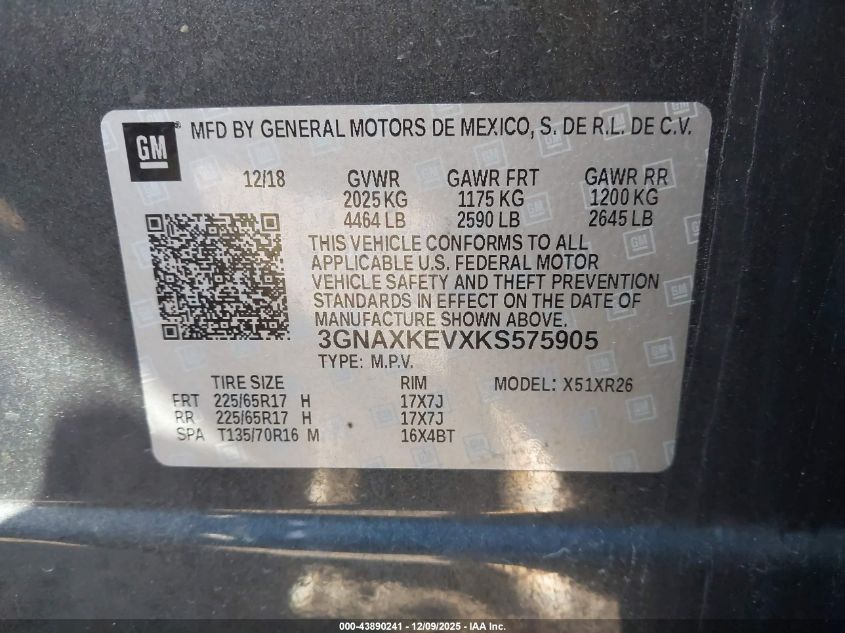 GM® MFD BY GENERAL MOTORS DE MEXICO, S. DE R.L. DE C.V.
12/18 GVWR GAWR FRT GAWR RR
2025 KG 1175 KG 1200 KG
4464 LB 2590 LB 2645 LB
THIS VEHICLE CONFORMS TO ALL
APPLICABLE U.S. FEDERAL MOTOR
VEHICLE SAFETY AND THEFT PREVENTION
STANDARDS IN EFFECT ON THE DATE OF
MANUFACTURE SHOWN ABOVE.
3GNAXKEVXKS575905
TYPE: M.P.V.
TIRE SIZE RIM MODEL: X51XR26
FRT 225/65R17 H 17X7J
RR 225/65R17 H 17X7J
SPA T135/70R16 M 16X4BT
000-43890241 - 12/09/2025 - IAA Inc.